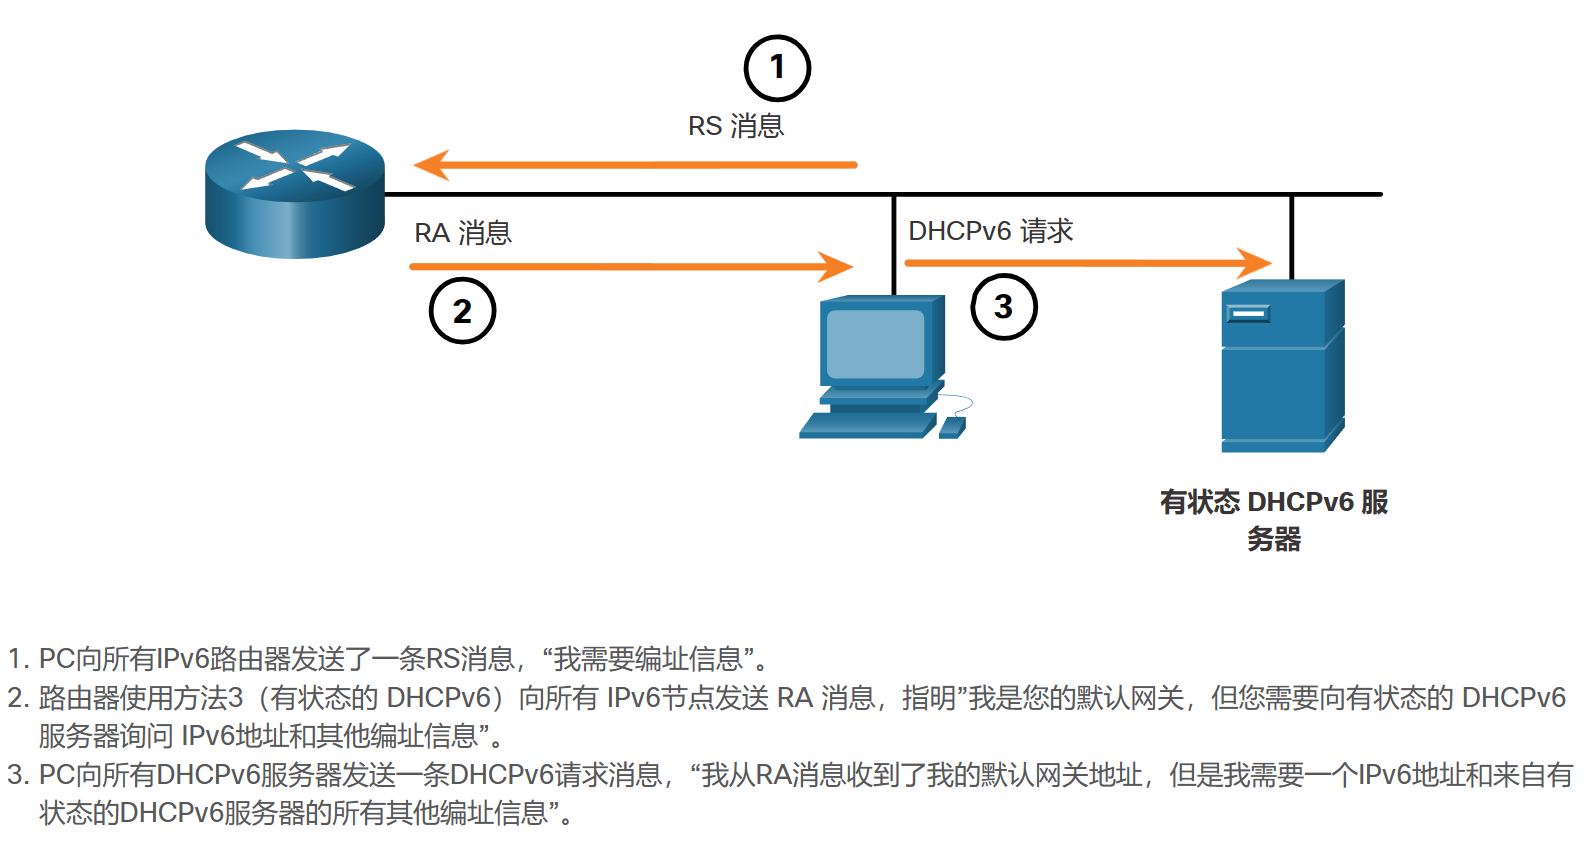 1
RS 消息
RA 消息
DHCPv6 请求
2
3
有状态 DHCPv6 服
务器
1. PC向所有IPv6路由器发送了一条RS消息，“我需要编址信息”。
2. 路由器使用方法3（有状态的 DHCPv6）向所有 IPv6节点发送 RA 消息，指明”我是您的默认网关，但您需要向有状态的 DHCPv6
服务器询问 IPv6地址和其他编址信息”。
3. PC向所有DHCPv6服务器发送一条DHCPv6请求消息，“我从RA消息收到了我的默认网关地址，但是我需要一个IPv6地址和来自有
状态的DHCPv6服务器的所有其他编址信息”。